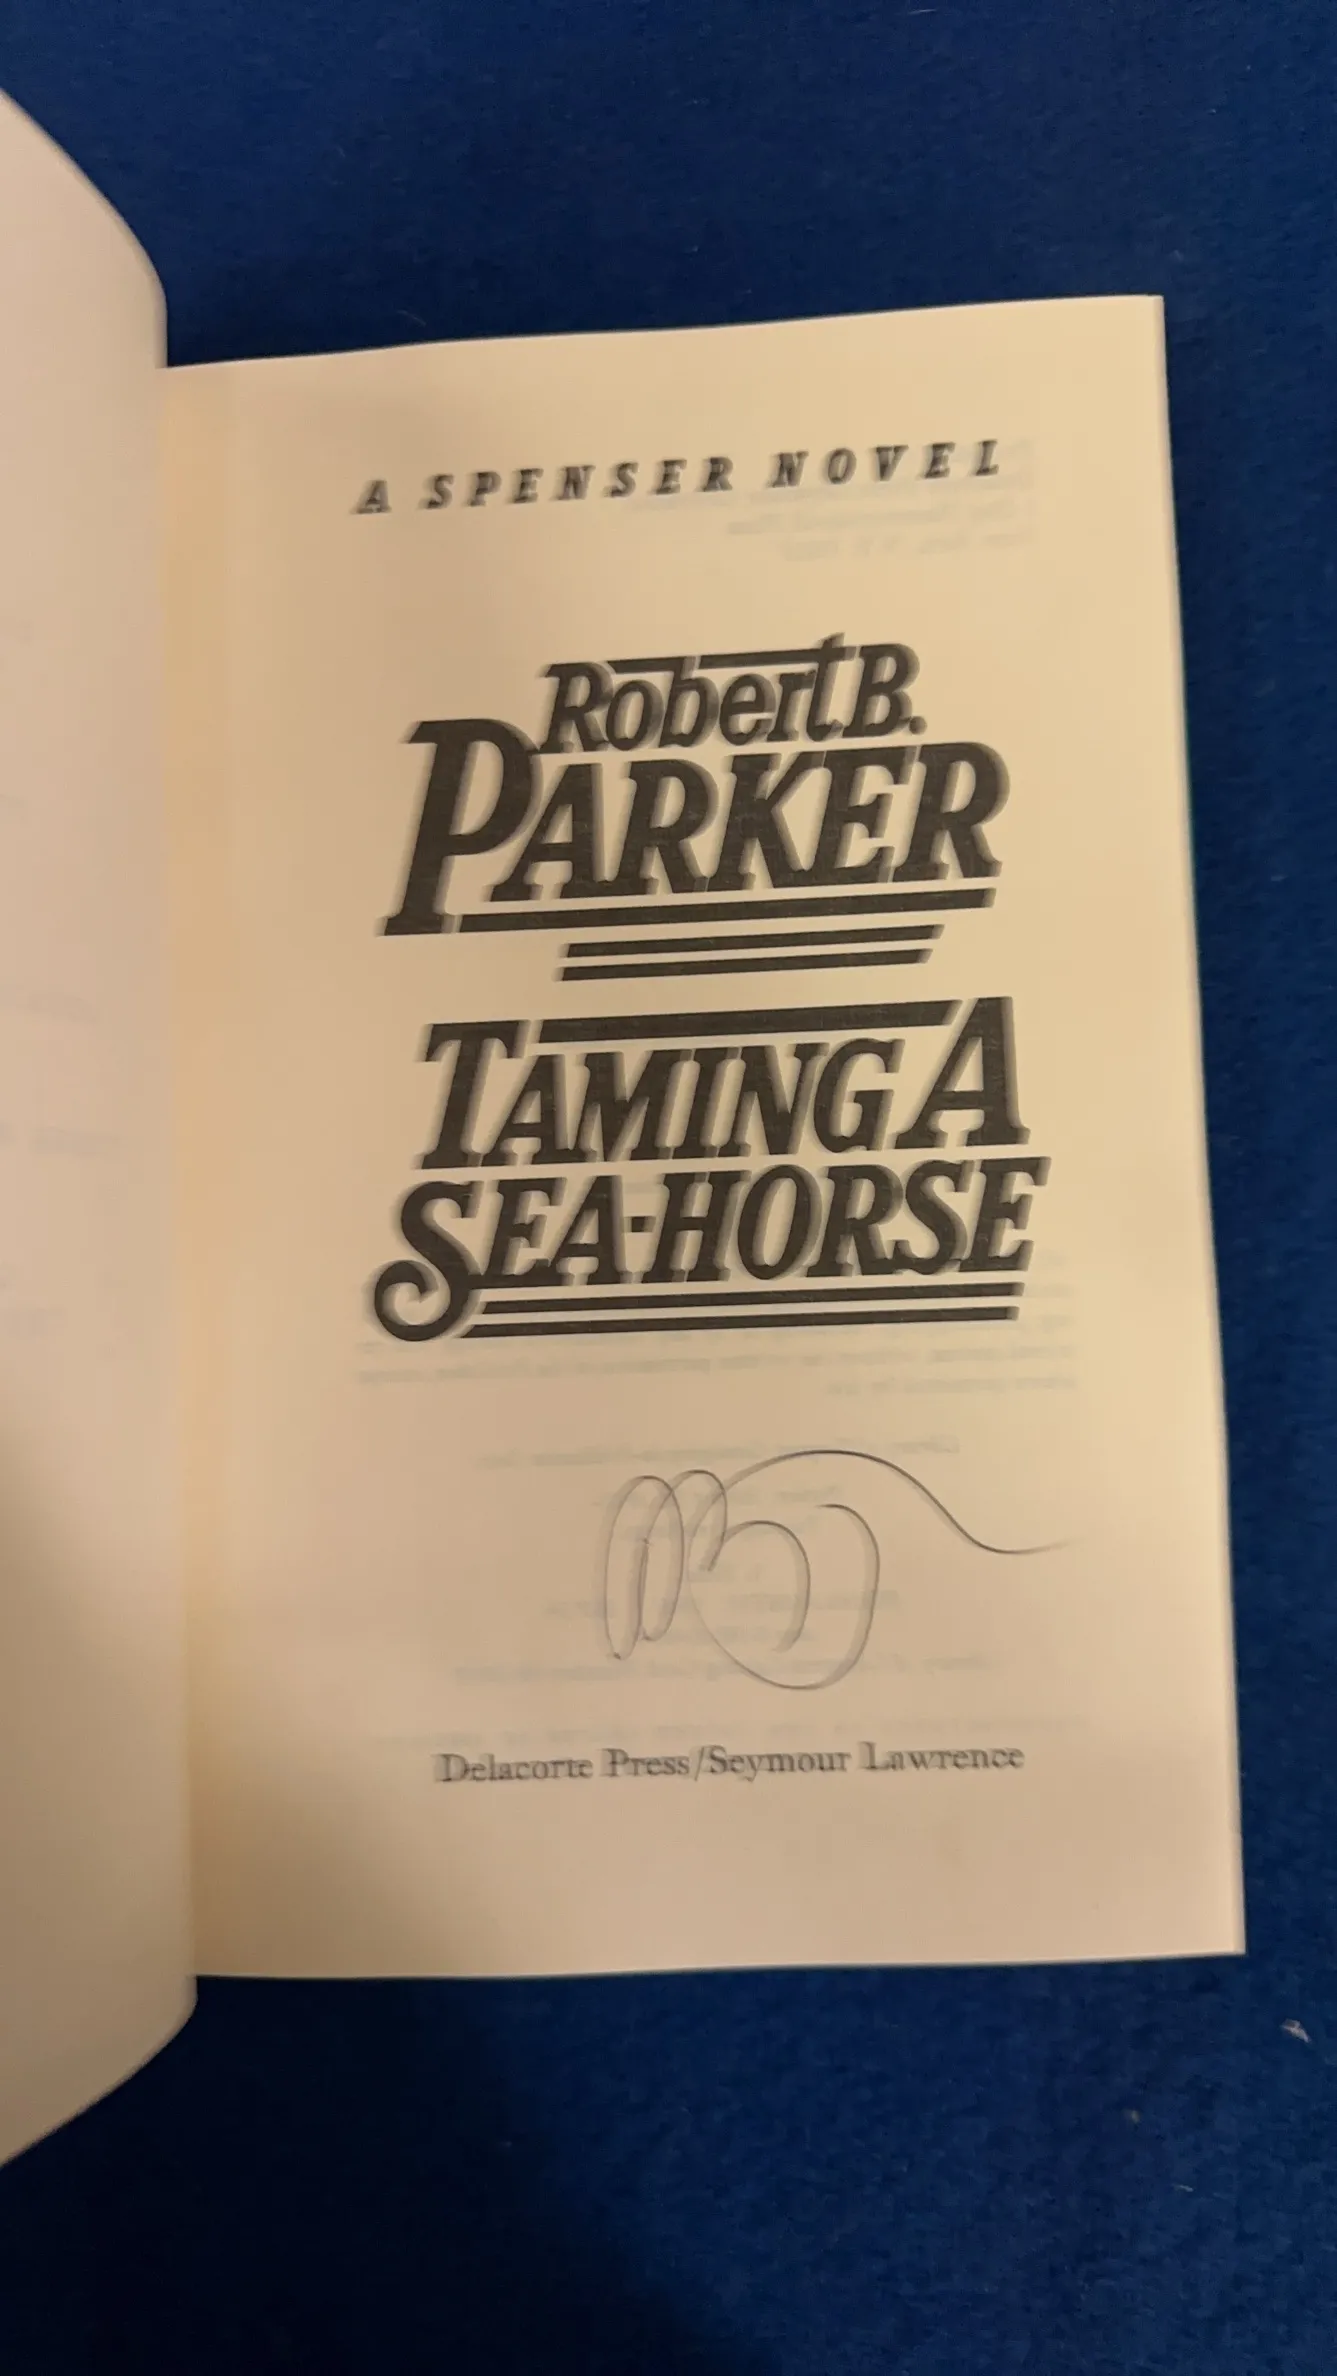 A SPENSER NOVEL
Robert B.
PARKER
TAMING A
SEA-HORSE
Delacorte Press/Seymour Lawrence